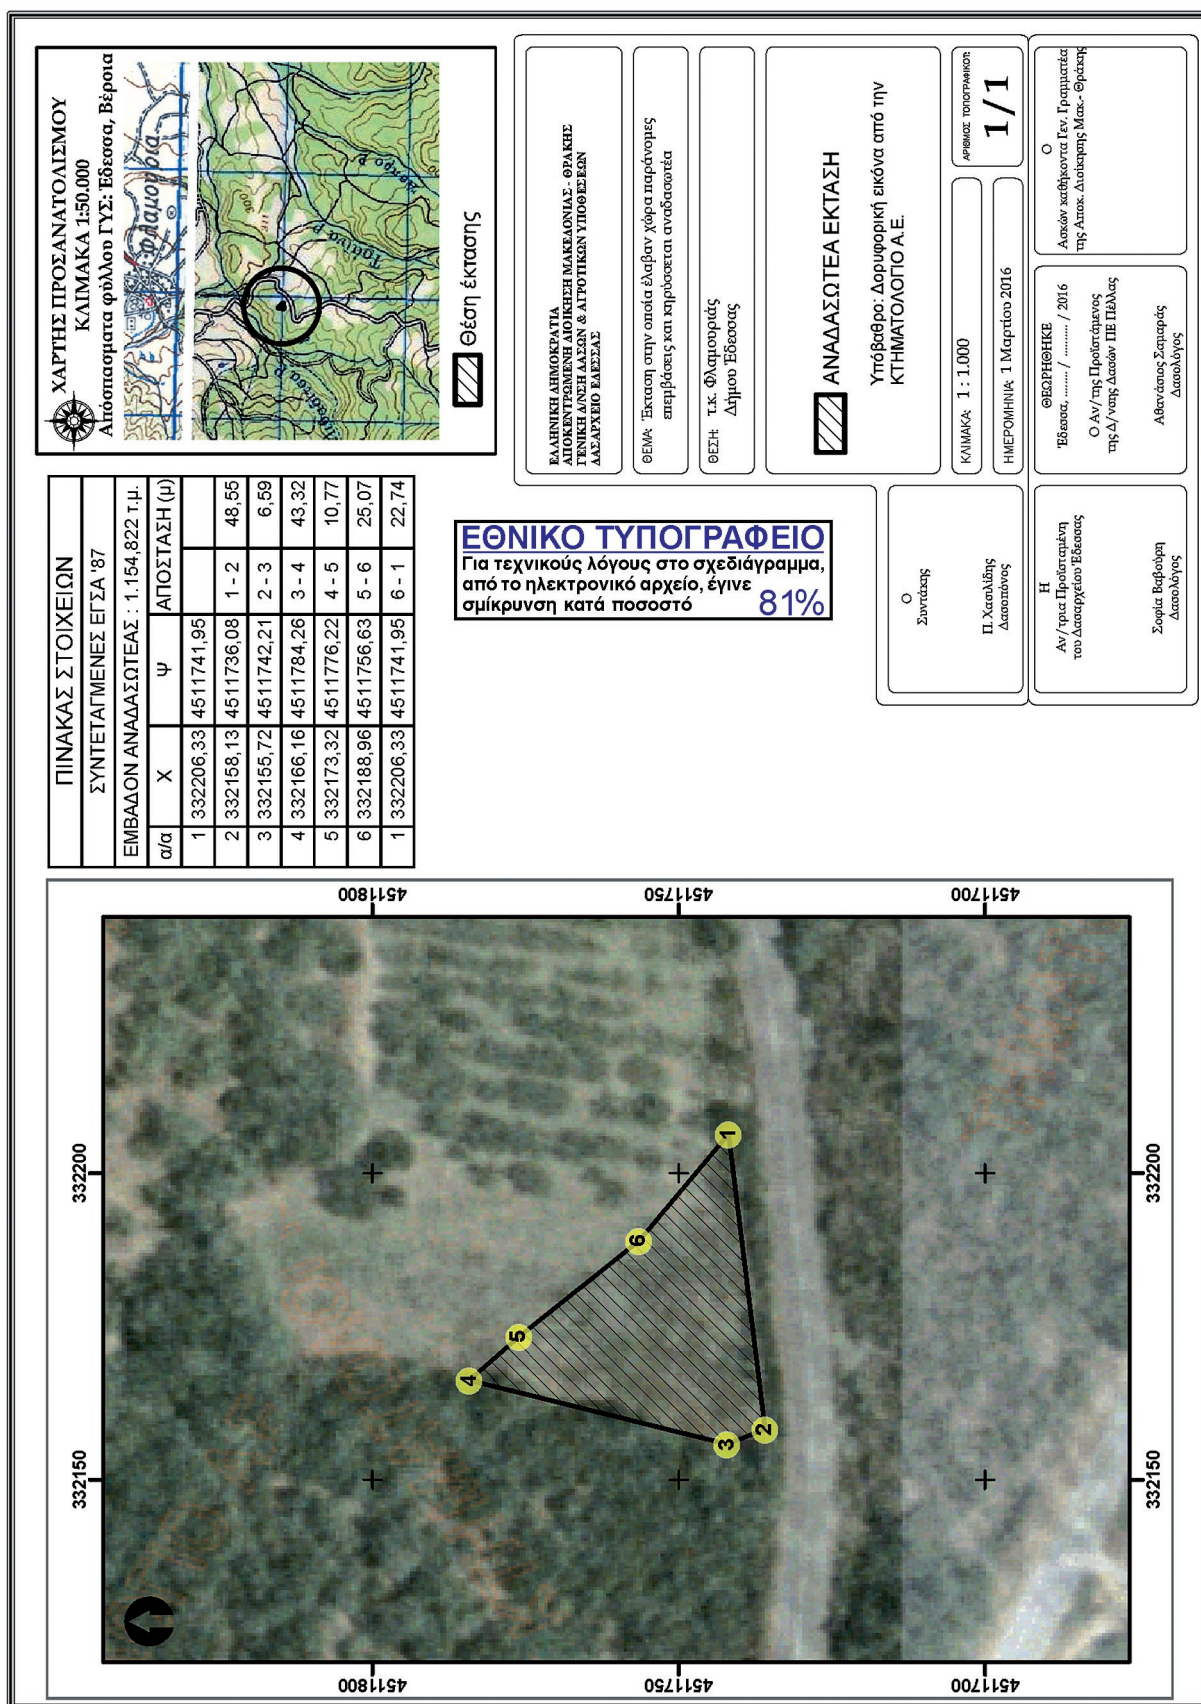 ΧΑΡΤΗΣ ΠΡΟΣΑΝΑΤΟΛΙΣΜΟΥ
ΚΛΙΜΑΚΑ 1:50.000
Αποσπασματα φύλλου ΓΥΣ: Έδεσσα, Βέροια
Φλαμουριά
Θέση έκτασης
ΠΙΝΑΚΑΣ ΣΤΟΙΧΕΙΩΝ
ΣΥΝΤΕΤΑΓΜΕΝΕΣ ΕΓΣΑ '87
ΕΜΒΑΔΟΝ ΑΝΑΔΑΣΩΤΕΑΣ : 1.154,822 τ.μ.
α/α Χ Ψ ΑΠΟΣΤΑΣΗ (μ)
1 332206,33 4511741,95
2 332158,13 4511736,08 1 - 2 48,55
3 332155,72 4511742,21 2 - 3 6,59
4 332166,16 4511784,26 3 - 4 43,32
5 332173,32 4511776,22 4 - 5 10,77
6 332188,96 4511756,63 5 - 6 25,07
1 332206,33 4511741,95 6 - 1 22,74
ΕΘΝΙΚΟ ΤΥΠΟΓΡΑΦΕΙΟ
Για τεχνικούς λόγους στο σχεδιάγραμμα,
από το ηλεκτρονικό αρχείο, έγινε
σμίκρυνση κατά ποσοστό 81%
ΕΛΛΗΝΙΚΗ ΔΗΜΟΚΡΑΤΙΑ
ΑΠΟΚΕΝΤΡΩΜΕΝΗ ΔΙΟΙΚΗΣΗ ΜΑΚΕΔΟΝΙΑΣ - ΘΡΑΚΗΣ
ΓΕΝΙΚΗ Δ/ΝΣΗ ΔΑΣΩΝ & ΑΓΡΟΤΙΚΩΝ ΥΠΟΘΕΣΕΩΝ
ΔΑΣΑΡΧΕΙΟ ΕΔΕΣΣΑΣ
ΘΕΜΑ: Έκταση στην οποία έλαβαν χώρα παράνομες
επεμβάσεις και κηρύσσεται αναδασωτέα
ΘΕΣΗ: τ.κ. Φλαμουριάς
Δήμου Έδεσσας
ΑΝΑΔΑΣΩΤΕΑ ΕΚΤΑΣΗ
Υπόβαθρο: Δορυφορική εικόνα από την
ΚΤΗΜΑΤΟΛΟΓΙΟ Α.Ε.
ΚΛΙΜΑΚΑ: 1 : 1.000
ΗΜΕΡΟΜΗΝΙΑ: 1 Μαρτίου 2016
ΑΡΙΘΜΟΣ ΤΟΠΟΓΡΑΦΙΚΟΥ:
1/1
Ο
Συντάκης
Π. Χασιλίδης
Δασοπόνος
Η
Αν/τρια Προϊσταμένη
του Δασαρχείου Έδεσσας
Σοφία Βαβούρη
Δασολόγος
ΘΕΩΡΗΘΗΚΕ
Έδεσσα, ....... / .......... / 2016
Ο Αν/της Προϊστάμενος
της Δ/νσης Δασών ΠΕ Πέλλας
Αθανάσιος Σαμαράς
Δασολόγος
Ο
Ασκών καθήκοντα Γεν. Γραμματέα
της Αποκ. Διοίκησης Μακ.- Θράκης
332150 332200
4511800 4511800
4511750 4511750
4511700 4511700
332150 332200
1
2
3
4
5
6